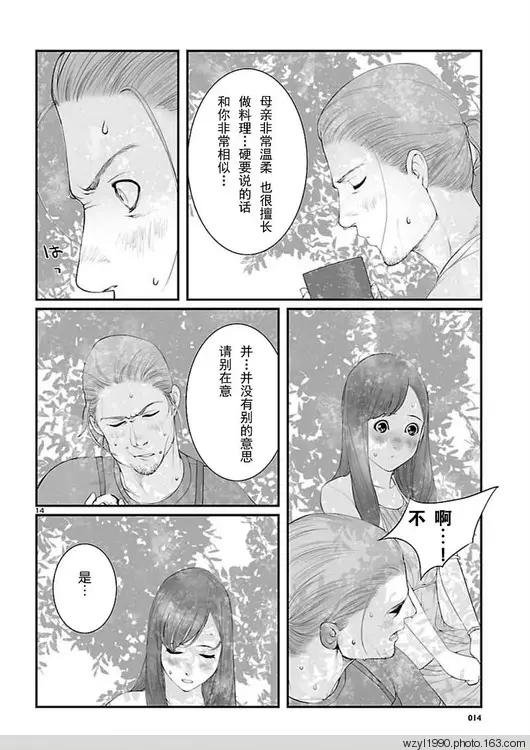 母亲非常温柔 也很擅长
做料理…硬要说的话
和你非常相似…
はっ
啊
不…!
并…并没有别的意思
请别在意
14
是…
014
wzyl1990.photo.163.com